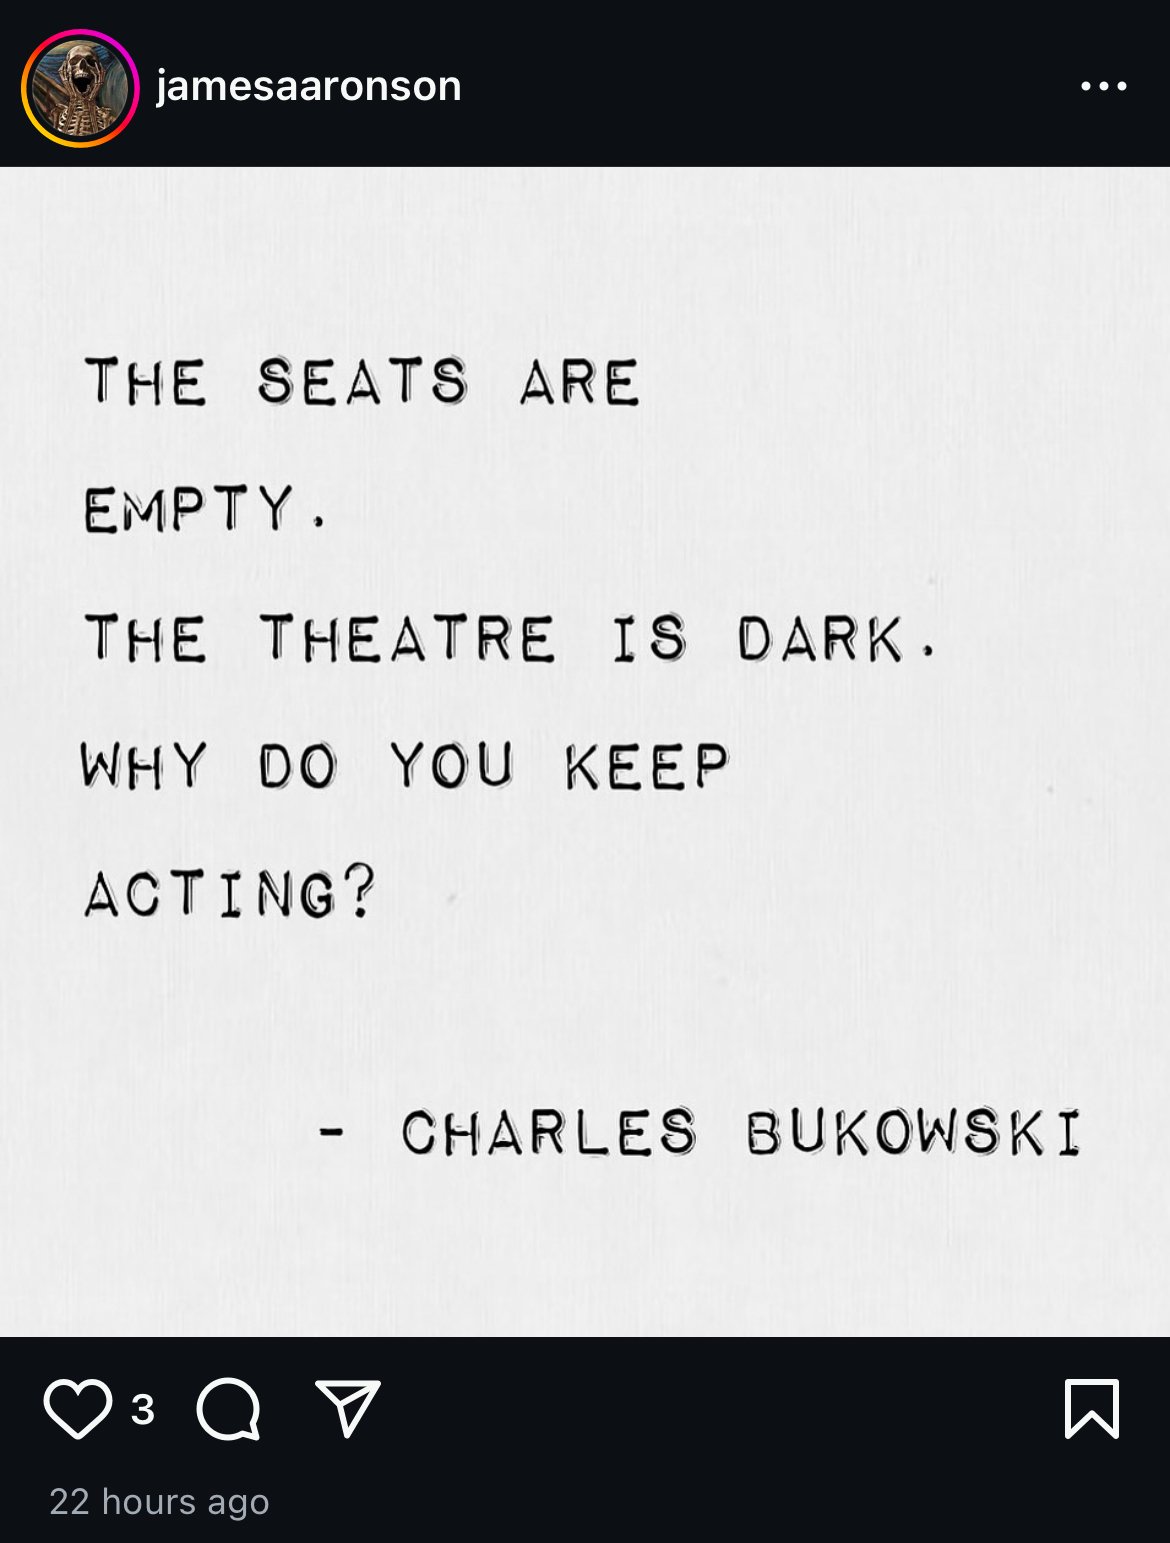 jamesaaronson
THE SEATS ARE
EMPTY.
THE THEATRE IS DARK.
WHY DO YOU KEEP
ACTING?
- CHARLES BUKOWSKI
3
22 hours ago